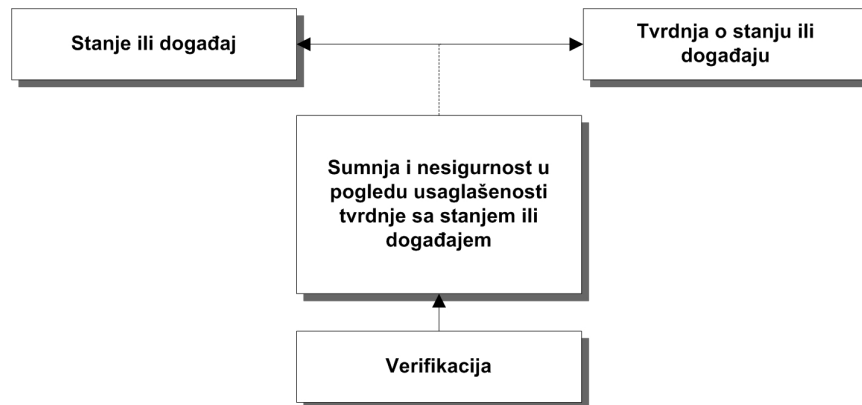 Stanje ili događaj
Tvrdnja o stanju ili
događaju
Sumnja i nesigurnost u
pogledu usaglašenosti
tvrdnje sa stanjem ili
događajem
Verifikacija